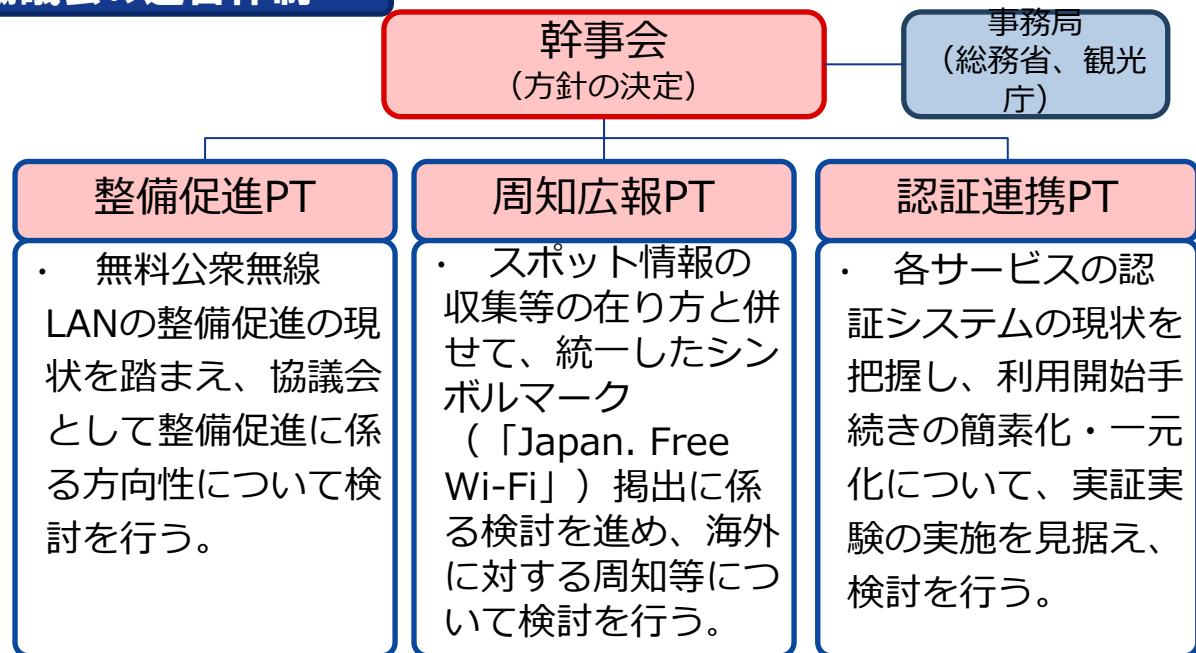 協議会の運営体制
幹事会
（方針の決定）
事務局
（総務省、観光
庁）
整備促進PT
・　無料公衆無線
LANの整備促進の現
状を踏まえ、協議会
として整備促進に係
る方向性について検
討を行う。
周知広報PT
・　スポット情報の
収集等の在り方と併
せて、統一したシン
ボルマーク
（「Japan. Free
Wi-Fi」）掲出に係
る検討を進め、海外
に対する周知等につ
いて検討を行う。
認証連携PT
・　各サービスの認
証システムの現状を
把握し、利用開始手
続きの簡素化・一元
化について、実証実
験の実施を見据え、
検討を行う。